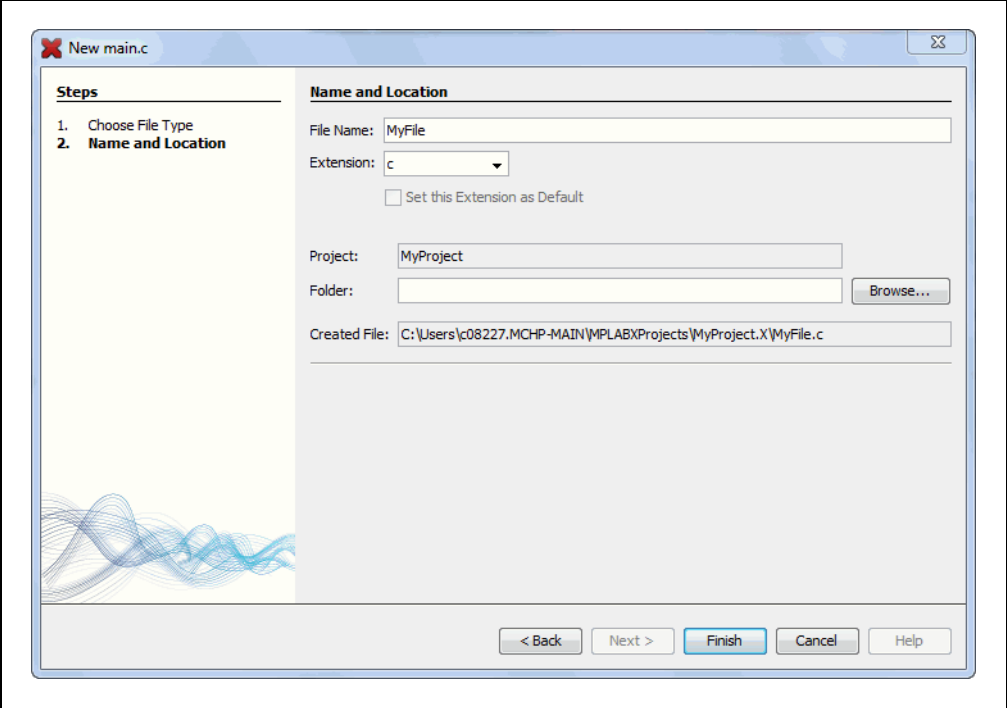 New main.c
Steps
1. Choose File Type
2. Name and Location
Name and Location
File Name: MyFile
Extension: c
Set this Extension as Default
Project: MyProject
Folder:
Browse...
Created File: C:\Users\c08227.MCHP-MAIN\MPLABXProjects\MyProject.X\MyFile.c
< Back Next > Finish Cancel Help